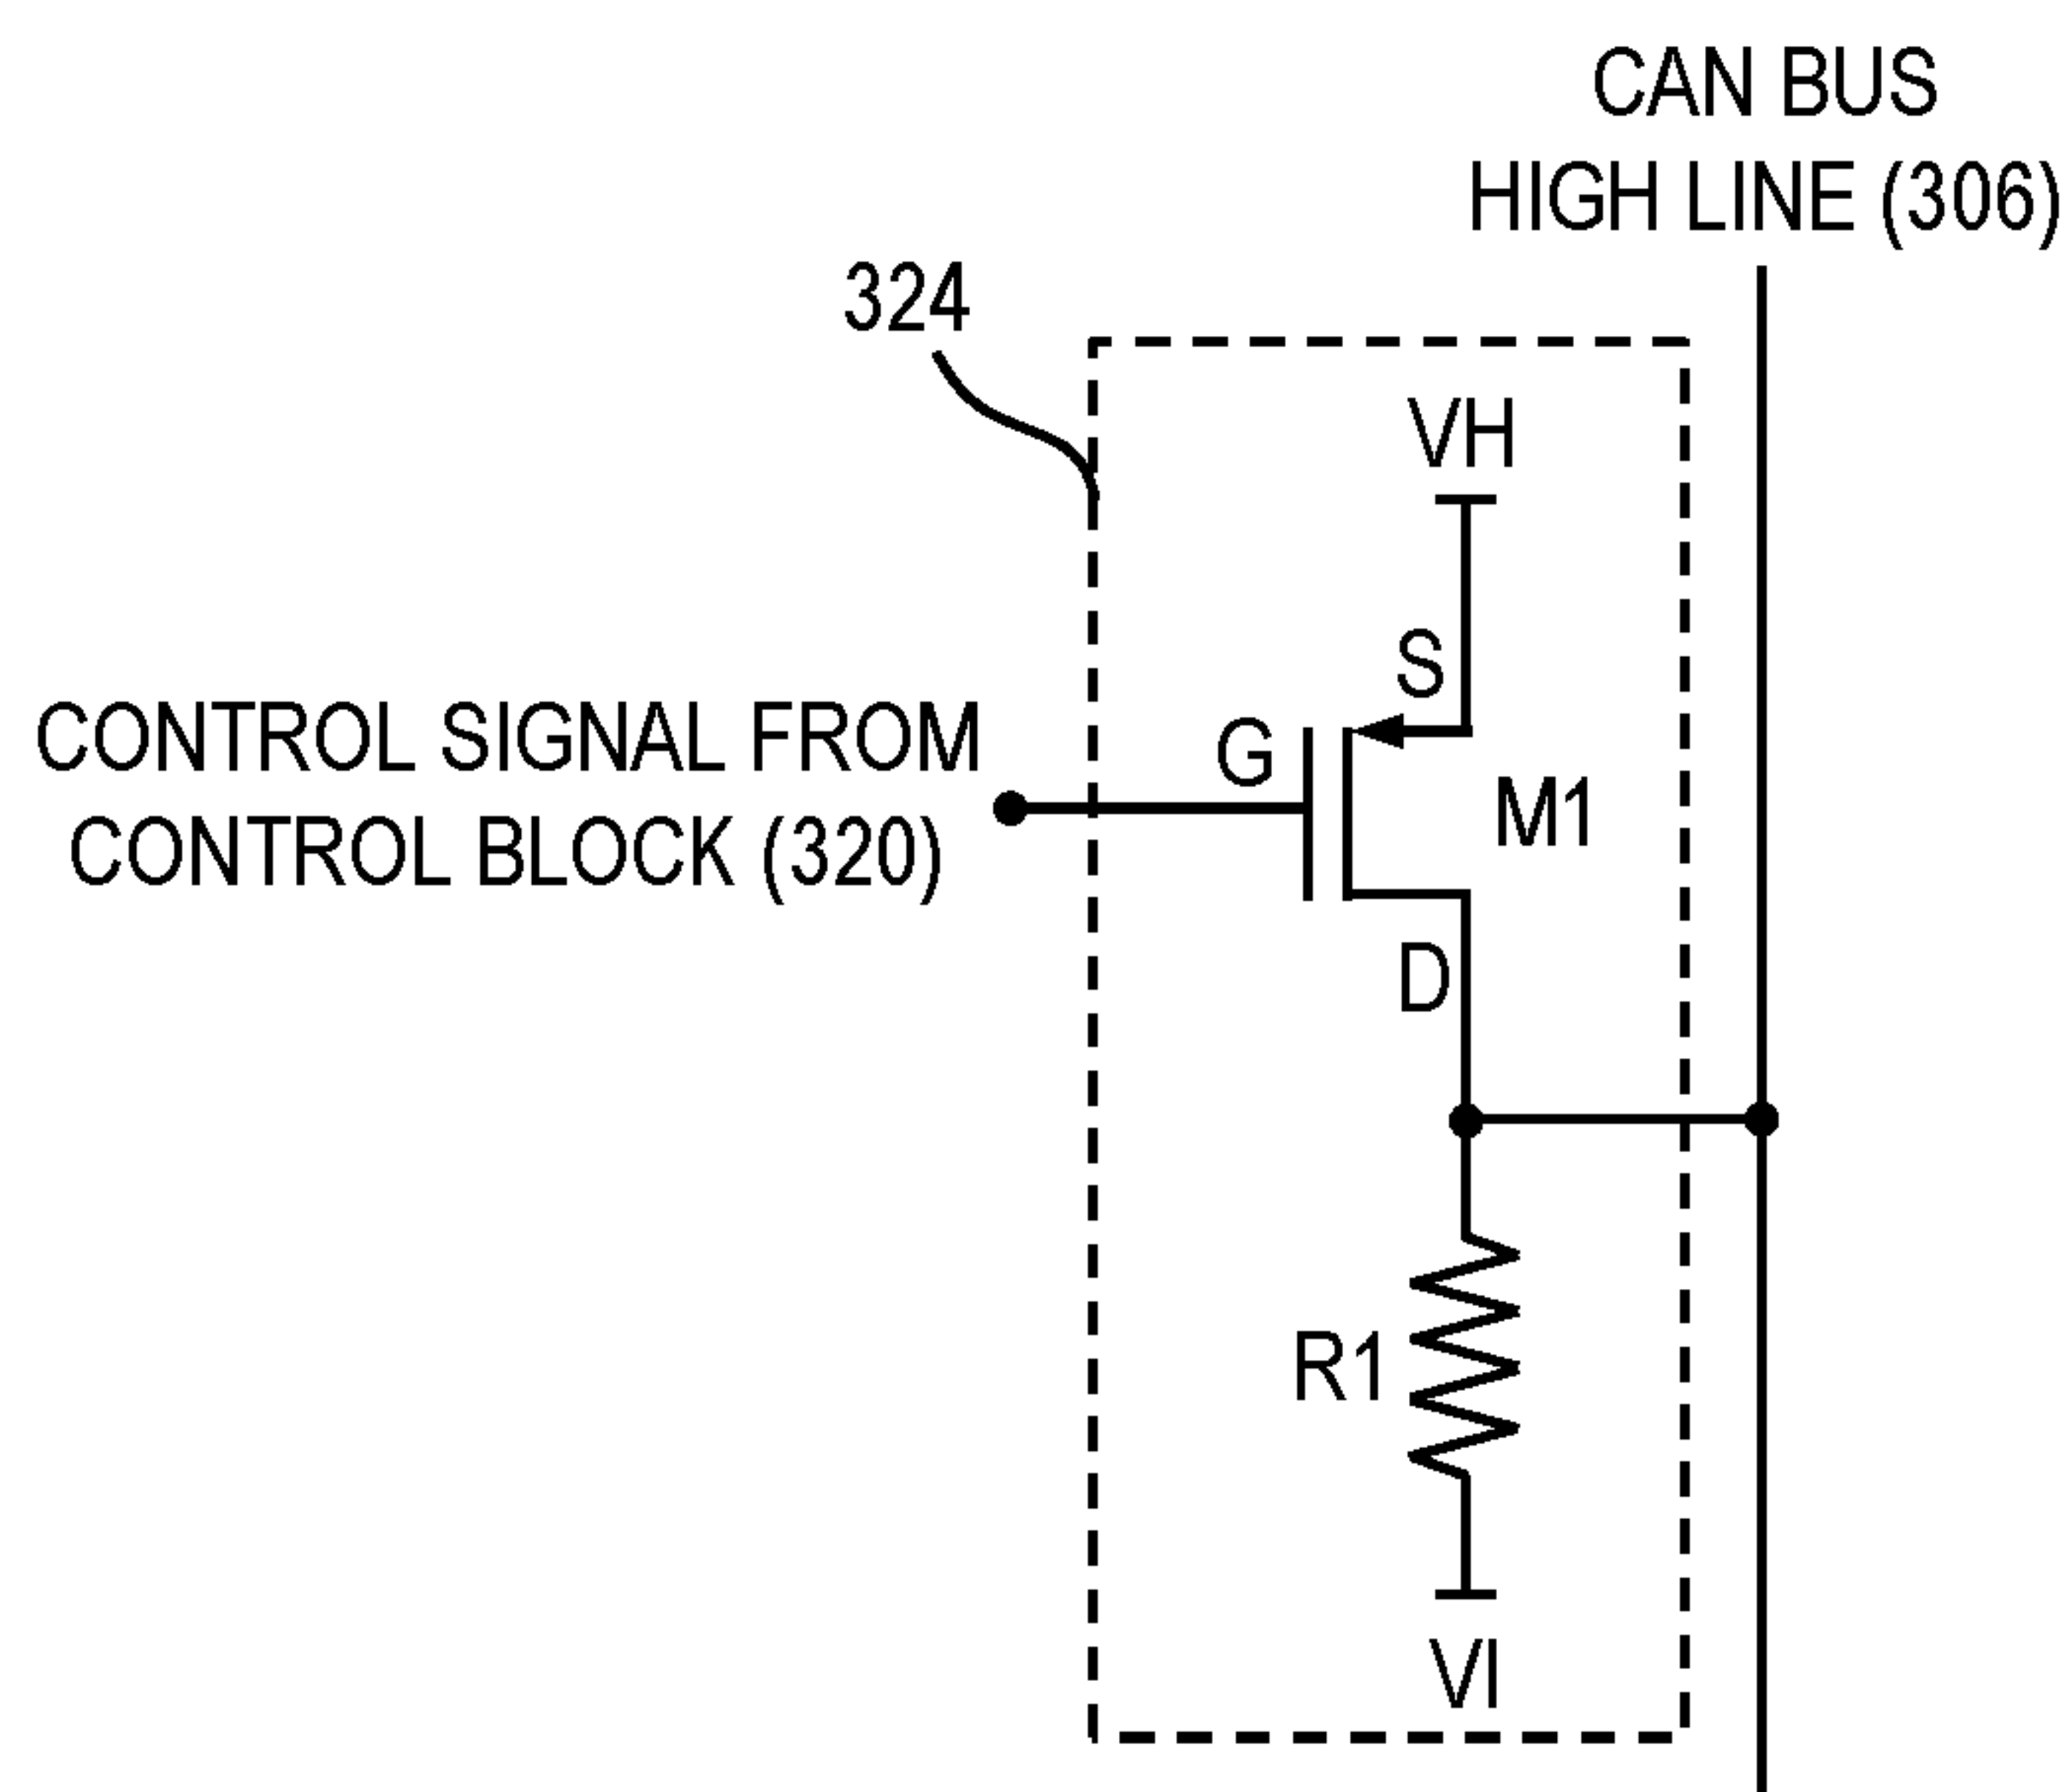 CAN BUS
HIGH LINE (306)
324
VH
S
CONTROL SIGNAL FROM
CONTROL BLOCK (320)
G
M1
D
R1
VI